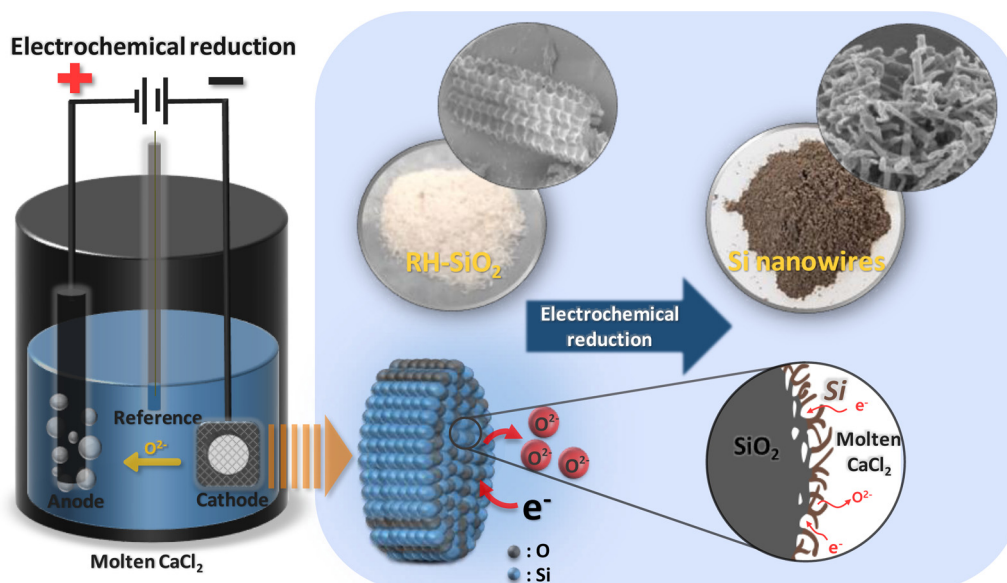 Electrochemical reduction
+
−
Reference
O²⁻
Anode
Cathode
Molten CaCl₂
RH-SiO₂
Si nanowires
Electrochemical
reduction
O²⁻
O²⁻
O²⁻
e⁻
: O
: Si
SiO₂
Si
e⁻
Molten
CaCl₂
O²⁻
e⁻